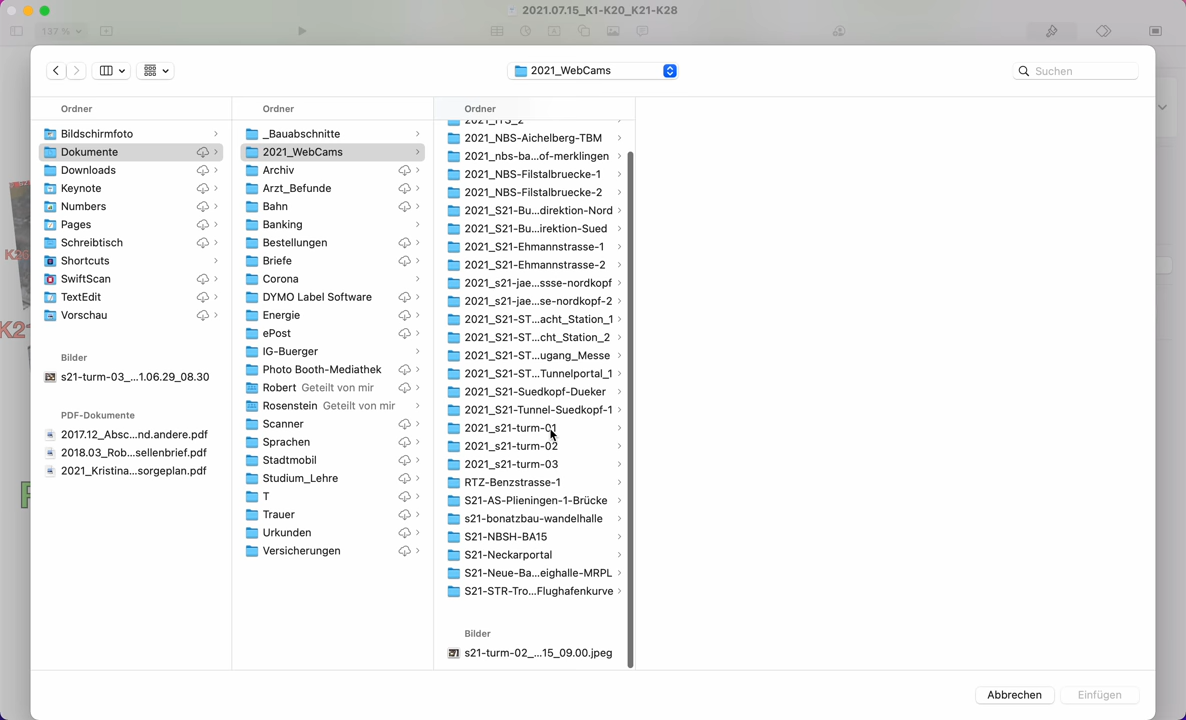 2021.07.15_K1-K20_K21-K28
137 %
2021_WebCams
Suchen
Ordner
Bildschirmfoto
Dokumente
Downloads
Keynote
Numbers
Pages
Schreibtisch
Shortcuts
SwiftScan
TextEdit
Vorschau
Bilder
s21-turm-03_...1.06.29_08.30
PDF-Dokumente
2017.12_Absc...nd.andere.pdf
2018.03_Rob...sellenbrief.pdf
2021_Kristina...sorgeplan.pdf
Ordner
_Bauabschnitte
2021_WebCams
Archiv
Arzt_Befunde
Bahn
Banking
Bestellungen
Briefe
Corona
DYMO Label Software
Energie
ePost
IG-Buerger
Photo Booth-Mediathek
Robert Geteilt von mir
Rosenstein Geteilt von mir
Scanner
Sprachen
Stadtmobil
Studium_Lehre
T
Trauer
Urkunden
Versicherungen
Ordner
2021_NBS-Aichelberg-TBM
2021_nbs-ba...of-merklingen
2021_NBS-Filstalbruecke-1
2021_NBS-Filstalbruecke-2
2021_S21-Bu...direktion-Nord
2021_S21-Bu...irektion-Sued
2021_S21-Ehmannstrasse-1
2021_S21-Ehmannstrasse-2
2021_s21-jae...ssse-nordkopf
2021_s21-jae...se-nordkopf-2
2021_S21-ST...acht_Station_1
2021_S21-ST...cht_Station_2
2021_S21-ST...ugang_Messe
2021_S21-ST...Tunnelportal_1
2021_S21-Suedkopf-Dueker
2021_S21-Tunnel-Suedkopf-1
2021_s21-turm-01
2021_s21-turm-02
2021_s21-turm-03
RTZ-Benzstrasse-1
S21-AS-Plieningen-1-Brücke
s21-bonatzbau-wandelhalle
S21-NBSH-BA15
S21-Neckarportal
S21-Neue-Ba...eighalle-MRPL
S21-STR-Tro...Flughafenkurve
Bilder
s21-turm-02_...15_09.00.jpeg
Abbrechen
Einfügen